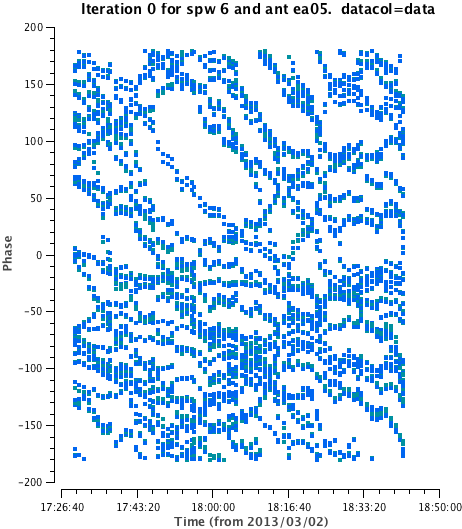 Iteration 0 for spw 6 and ant ea05. datacol=data
200
150
100
50
0
−50
−100
−150
−200
Phase
17:26:40 17:43:20 18:00:00 18:16:40 18:33:20 18:50:00
Time (from 2013/03/02)